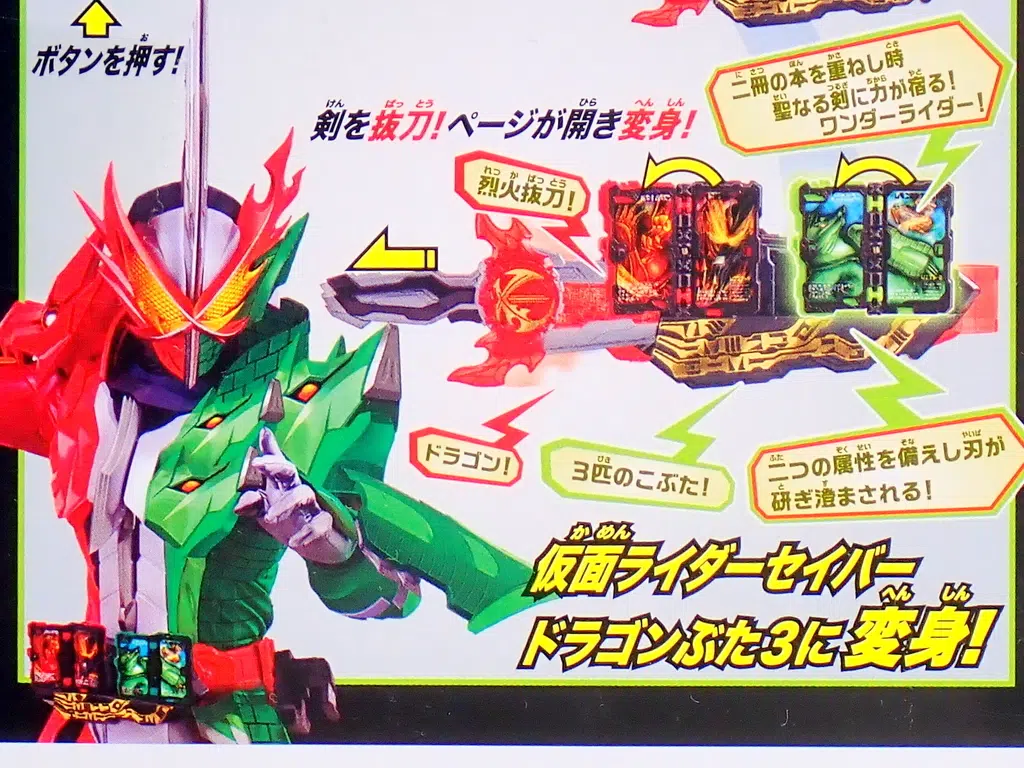 ボタンを押す!
二冊の本を重ねし時
聖なる剣に力が宿る!
ワンダーライダー!
剣を抜刀!ページが開き変身!
烈火抜刀!
ドラゴン!
3匹のこぶた!
二つの属性を備えし刃が
研ぎ澄まされる!
仮面ライダーセイバー
ドラゴンぶた3に変身!